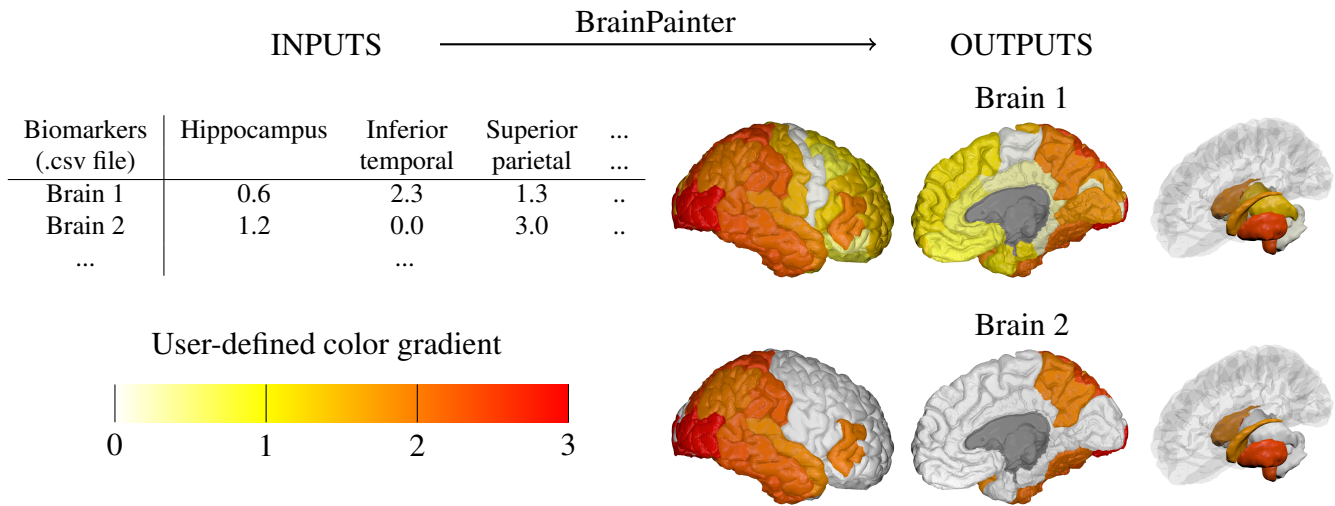 BrainPainter
INPUTS OUTPUTS
Brain 1
Biomarkers Hippocampus Inferior Superior ...
(.csv file) temporal parietal ...
Brain 1 0.6 2.3 1.3 ..
Brain 2 1.2 0.0 3.0 ..
... ...
Brain 2
User-defined color gradient
0 1 2 3